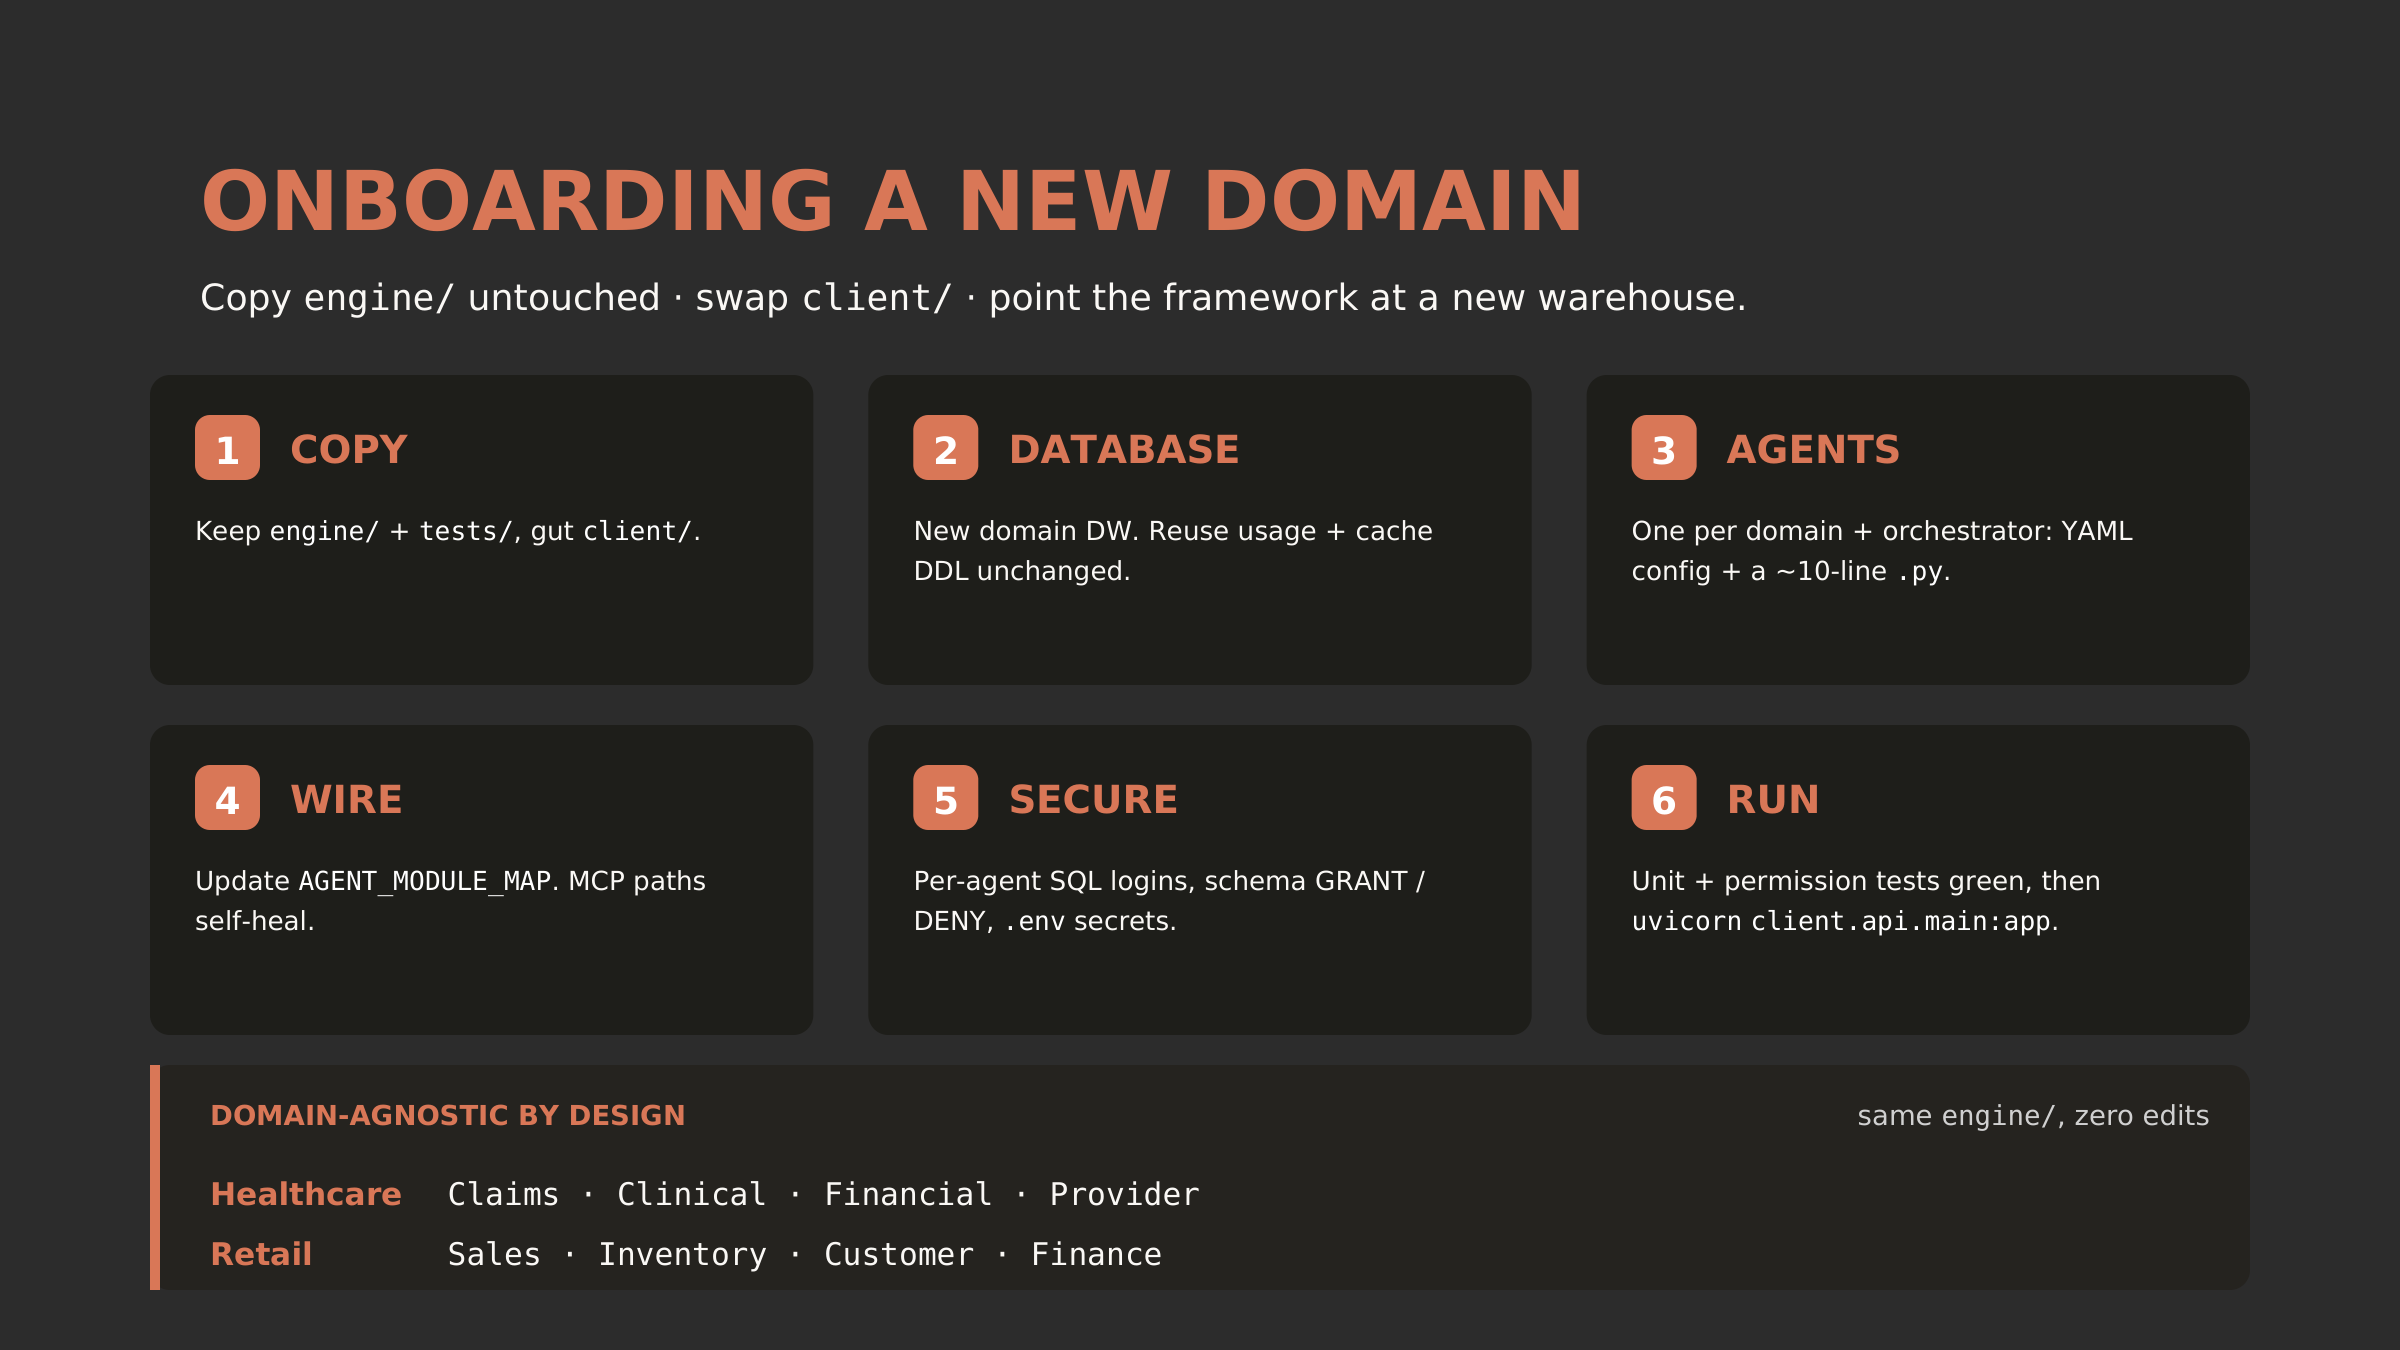 ONBOARDING A NEW DOMAIN
Copy engine/ untouched · swap client/ · point the framework at a new warehouse.
1 COPY
Keep engine/ + tests/, gut client/.
2 DATABASE
New domain DW. Reuse usage + cache
DDL unchanged.
3 AGENTS
One per domain + orchestrator: YAML
config + a ~10-line .py.
4 WIRE
Update AGENT_MODULE_MAP. MCP paths
self-heal.
5 SECURE
Per-agent SQL logins, schema GRANT /
DENY, .env secrets.
6 RUN
Unit + permission tests green, then
uvicorn client.api.main:app.
DOMAIN-AGNOSTIC BY DESIGN
same engine/, zero edits
Healthcare Claims · Clinical · Financial · Provider
Retail Sales · Inventory · Customer · Finance